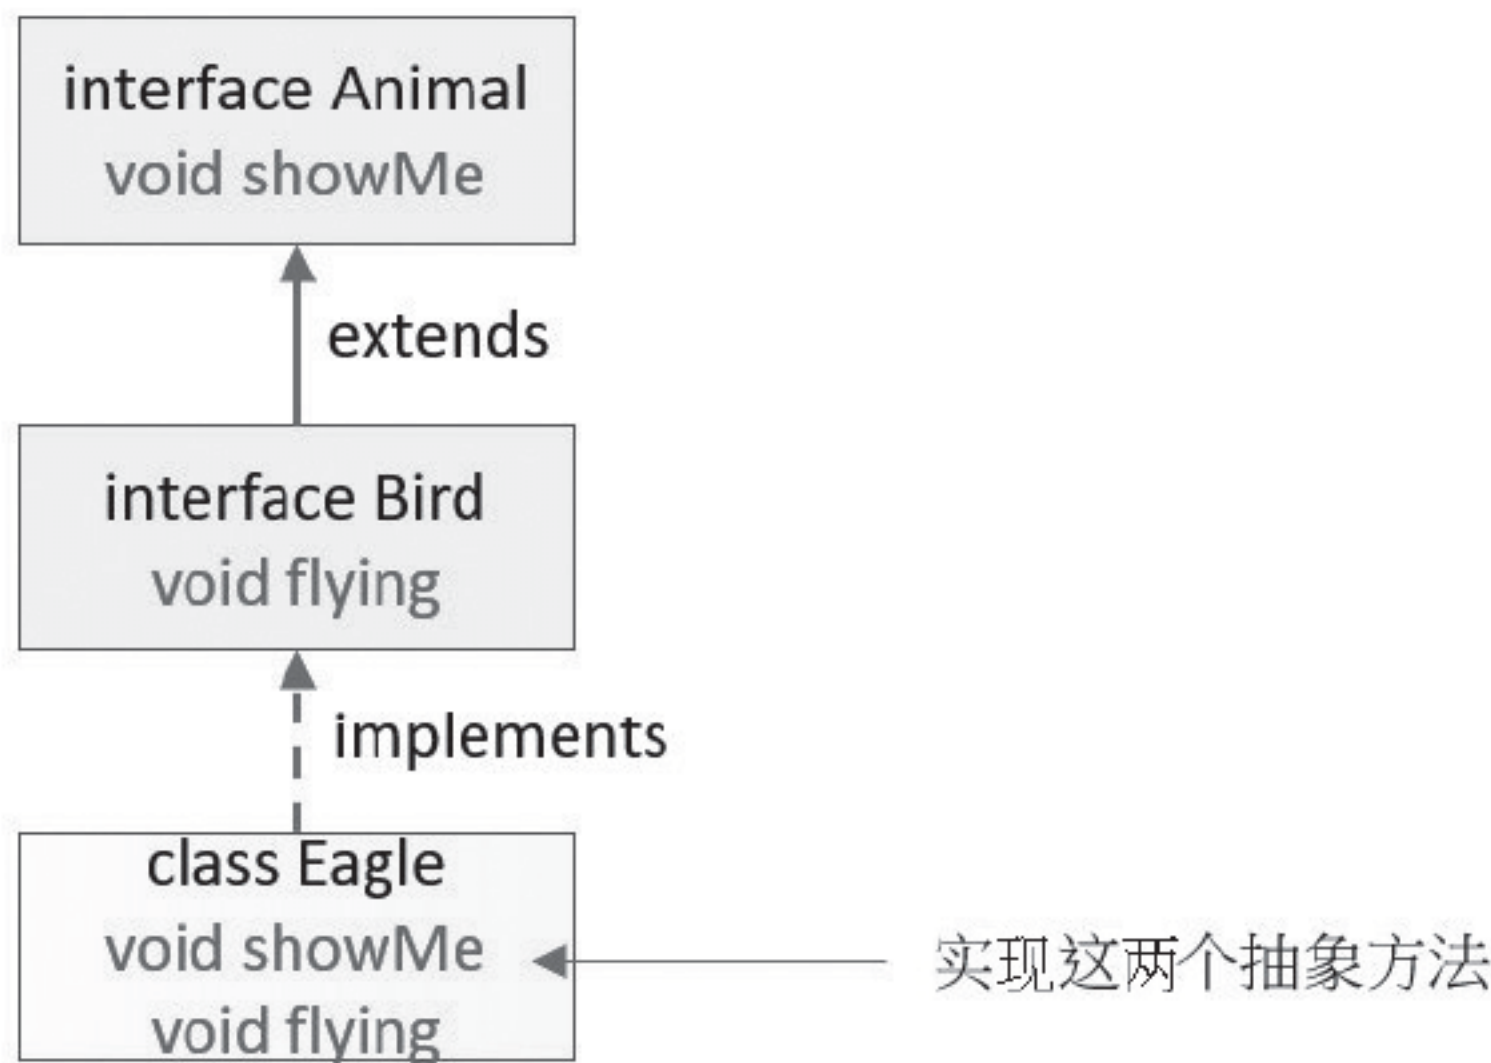 interface Animal
void showMe
extends
interface Bird
void flying
implements
class Eagle
void showMe
实现这两个抽象方法
void flying